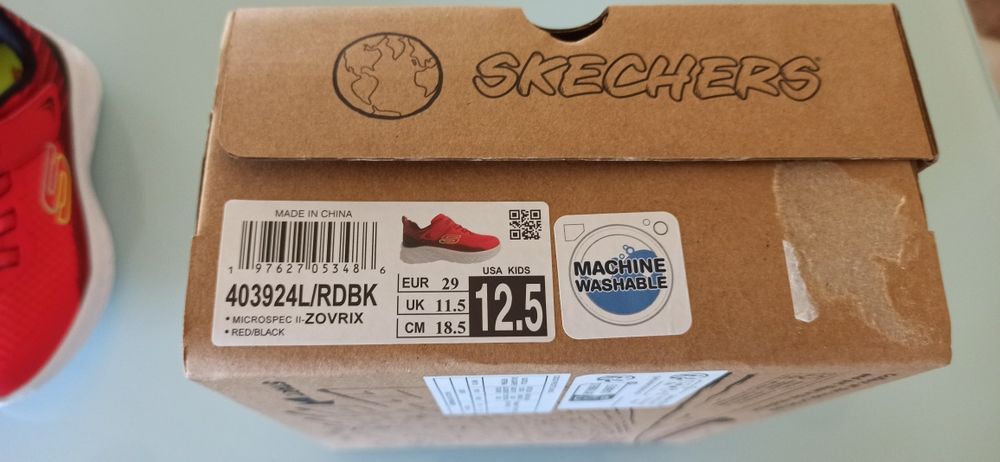 SKECHERS
MADE IN CHINA
1 97627 05348 6
403924L/RDBK
• MICROSPEC II-ZOVRIX
• RED/BLACK
EUR 29
UK 11.5
CM 18.5
USA KIDS
12.5
MACHINE
WASHABLE